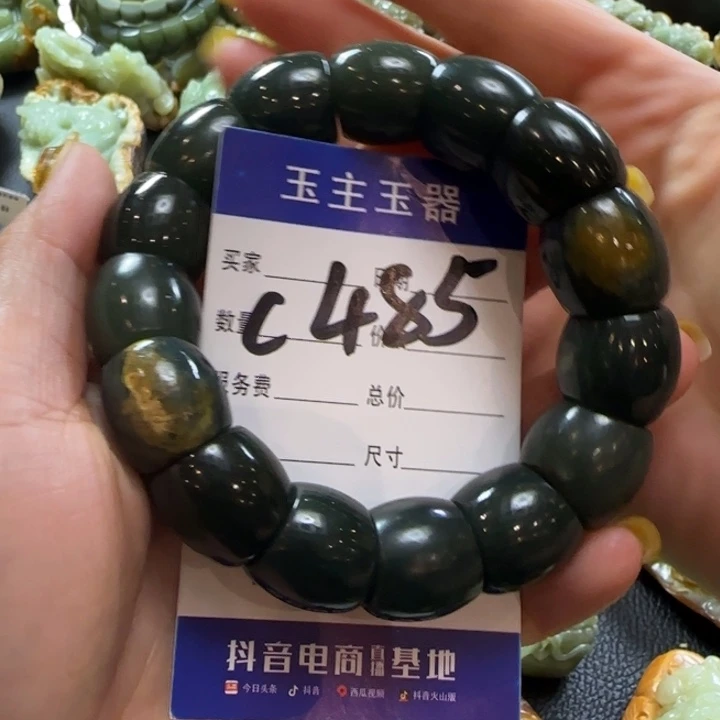 玉主玉器
买家 日期
c485
数量 价
服务费 总价
尺寸
抖音电商直播基地
今日头条 抖音 西瓜视频 抖音火山版